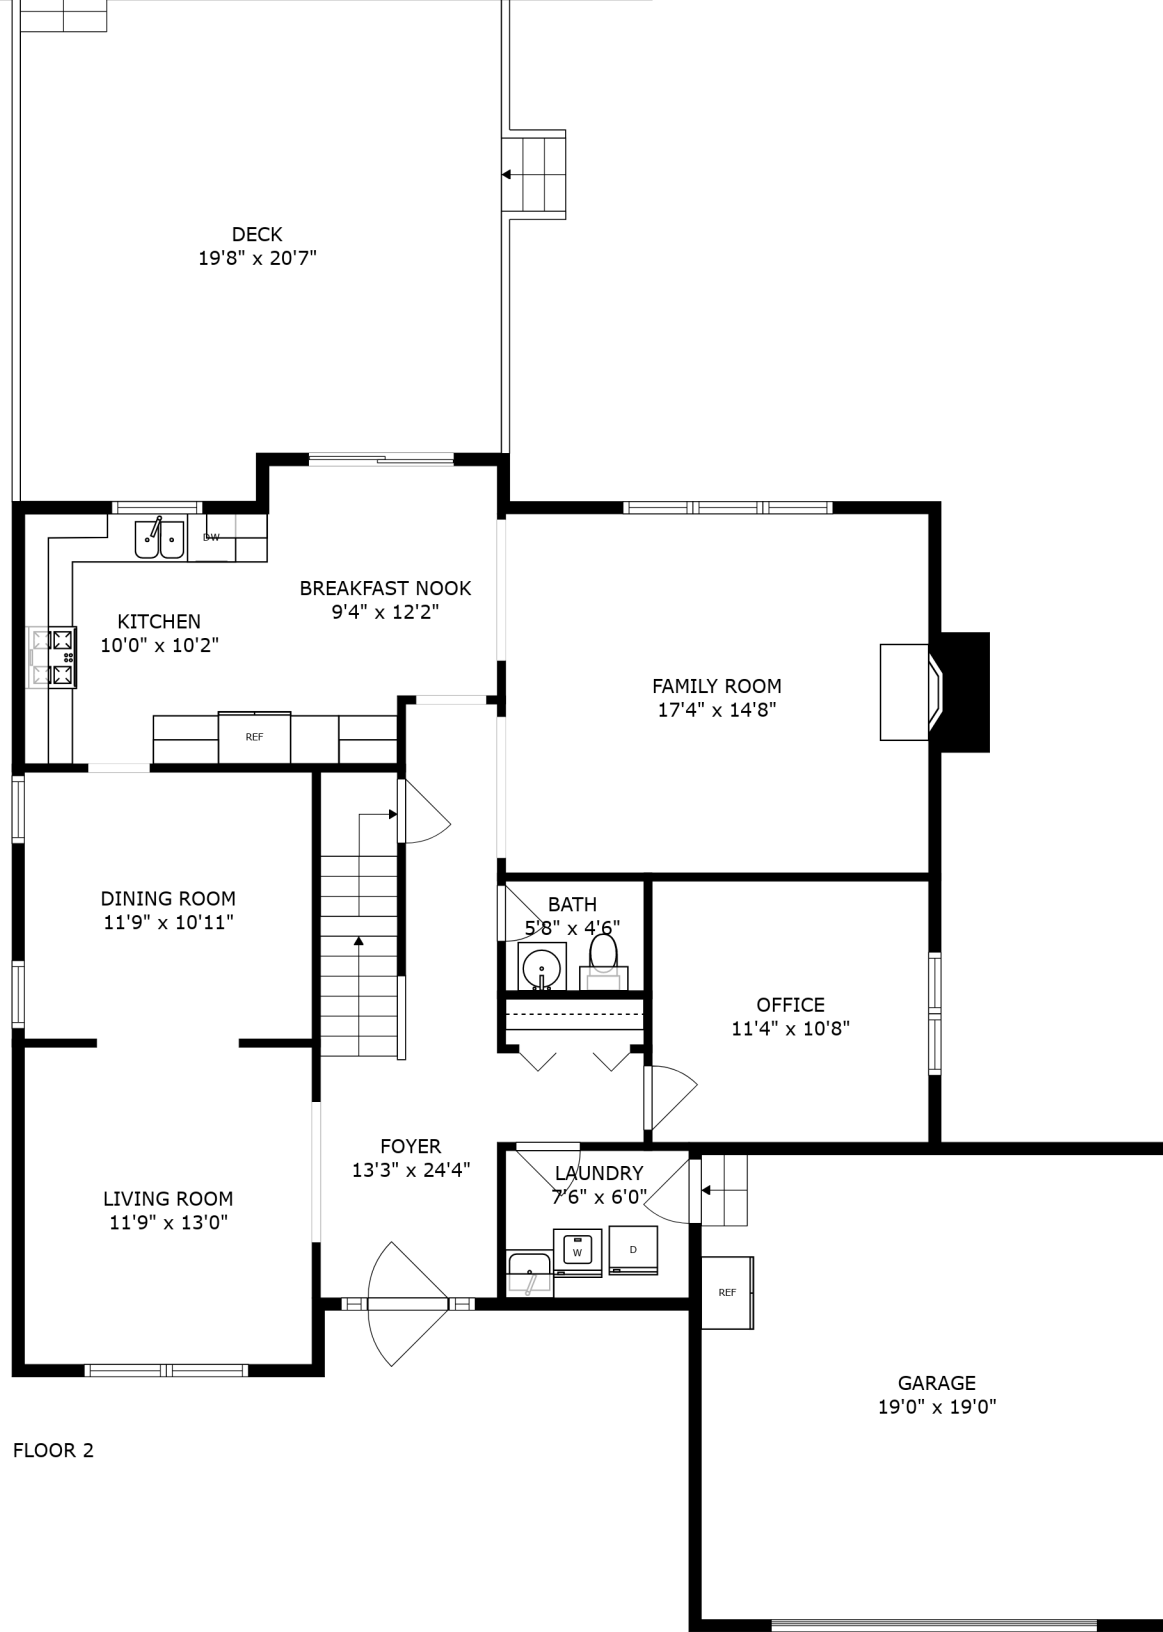 DECK
19'8" x 20'7"
DW
BREAKFAST NOOK
9'4" x 12'2"
KITCHEN
10'0" x 10'2"
FAMILY ROOM
17'4" x 14'8"
REF
DINING ROOM
11'9" x 10'11"
BATH
5'8" x 4'6"
OFFICE
11'4" x 10'8"
FOYER
13'3" x 24'4"
LAUNDRY
7'6" x 6'0"
LIVING ROOM
11'9" x 13'0"
W
D
REF
GARAGE
19'0" x 19'0"
FLOOR 2